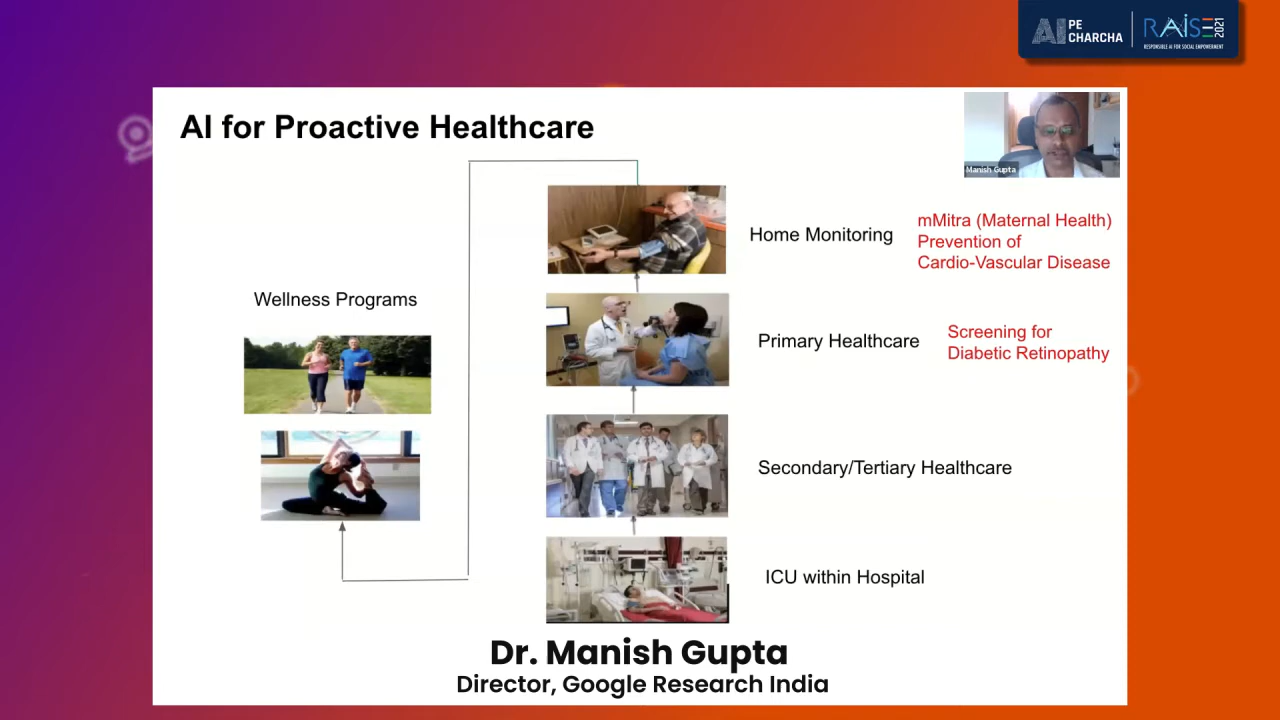 AI PE CHARCHA
RAISE 2021
RESPONSIBLE AI FOR SOCIAL EMPOWERMENT
AI for Proactive Healthcare
Manish Gupta
Home Monitoring
mMitra (Maternal Health)
Prevention of
Cardio-Vascular Disease
Wellness Programs
Primary Healthcare
Screening for
Diabetic Retinopathy
Secondary/Tertiary Healthcare
ICU within Hospital
Dr. Manish Gupta
Director, Google Research India